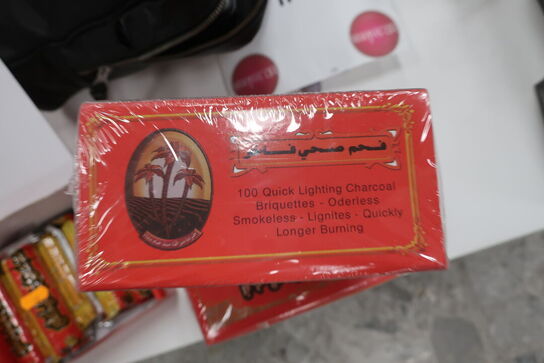 فحم صحي فاخر
100 Quick Lighting Charcoal
Briquettes - Oderless
Smokeless - Lignites - Quickly
Longer Burning